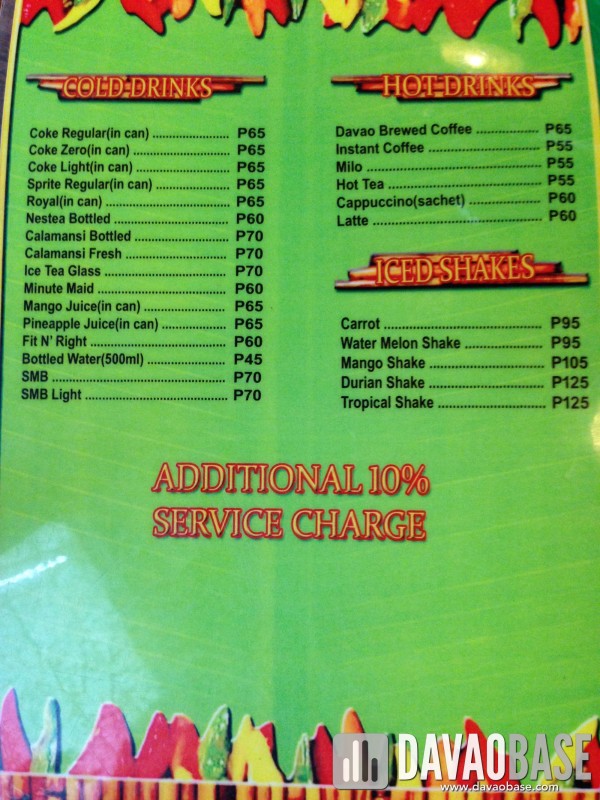 COLD DRINKS
Coke Regular(in can) ........................ P65
Coke Zero(in can) ........................ P65
Coke Light(in can) ........................ P65
Sprite Regular(in can) ........................ P65
Royal(in can) ........................ P65
Nestea Bottled ........................ P60
Calamansi Bottled ........................ P70
Calamansi Fresh ........................ P70
Ice Tea Glass ........................ P70
Minute Maid ........................ P60
Mango Juice(in can) ........................ P65
Pineapple Juice(in can) ........................ P65
Fit N' Right ........................ P60
Bottled Water(500ml) ........................ P45
SMB ........................ P70
SMB Light ........................ P70
HOT DRINKS
Davao Brewed Coffee ........................ P65
Instant Coffee ........................ P55
Milo ........................ P55
Hot Tea ........................ P55
Cappuccino(sachet) ........................ P60
Latte ........................ P60
ICED SHAKES
Carrot ........................ P95
Water Melon Shake ........................ P95
Mango Shake ........................ P105
Durian Shake ........................ P125
Tropical Shake ........................ P125
ADDITIONAL 10%
SERVICE CHARGE
DAVAOBASE
www.davaobase.com